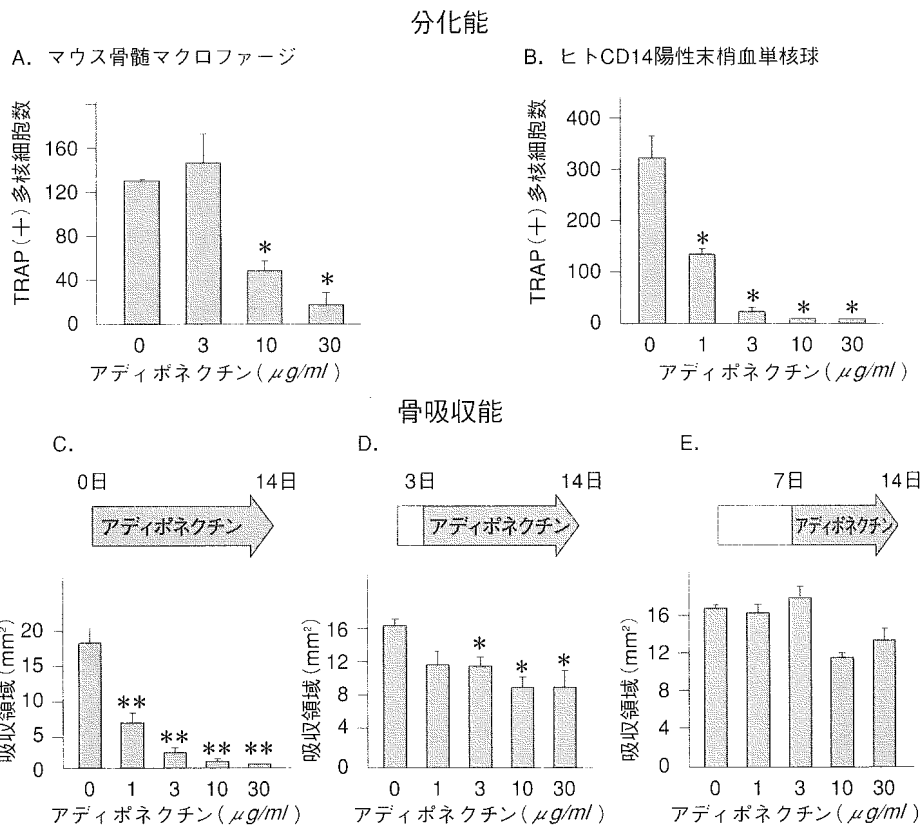 分化能
A. マウス骨髄マクロファージ
TRAP(+)多核細胞数
160
120
80
40
0
*
*
0 3 10 30
アディポネクチン(μg/ml)
B. ヒトCD14陽性末梢血単核球
TRAP(+)多核細胞数
400
300
200
100
0
*
*
*
*
0 1 3 10 30
アディポネクチン(μg/ml)
骨吸収能
C.
0日 14日
アディポネクチン
吸収領域(mm²)
20
15
10
5
0
**
**
**
**
0 1 3 10 30
アディポネクチン(μg/ml)
D.
3日 14日
アディポネクチン
吸収領域(mm²)
16
12
8
4
0
*
*
*
0 1 3 10 30
アディポネクチン(μg/ml)
E.
7日 14日
アディポネクチン
吸収領域(mm²)
16
12
8
4
0
0 1 3 10 30
アディポネクチン(μg/ml)